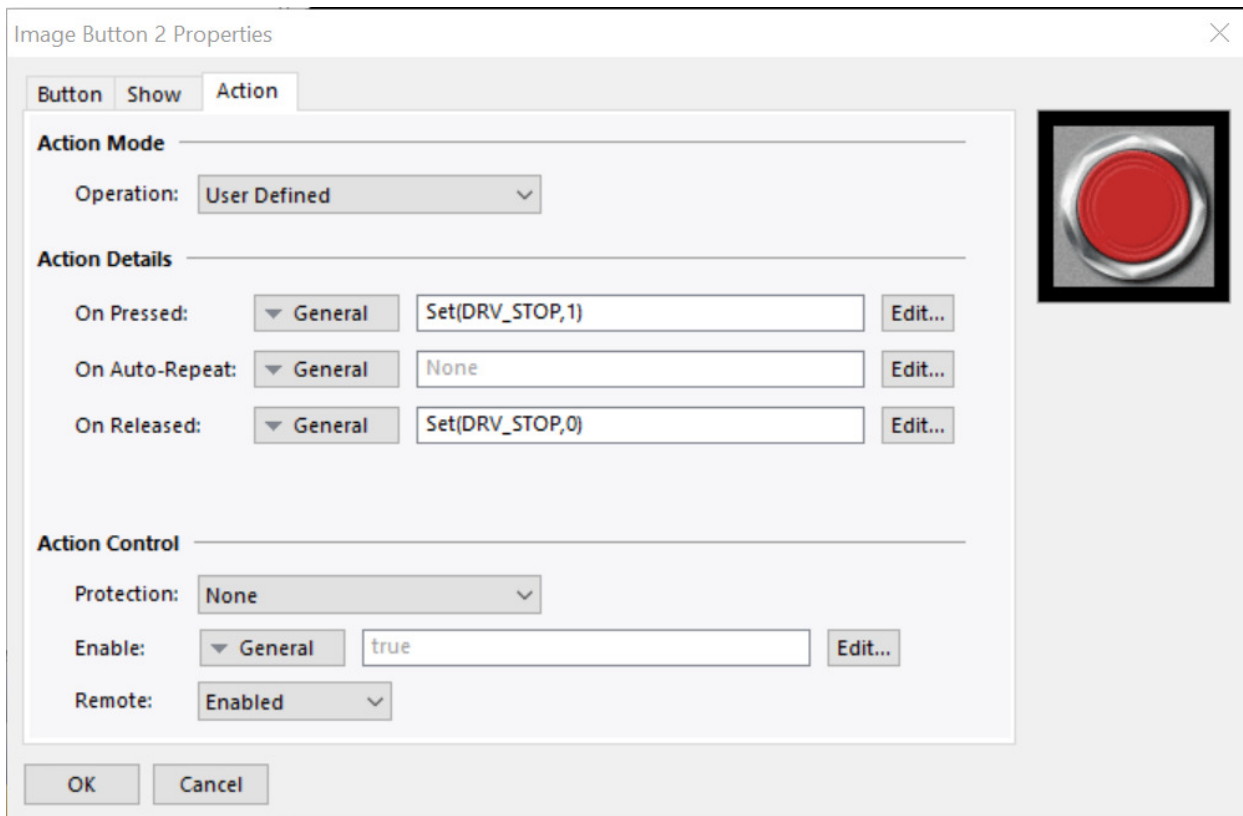 Image Button 2 Properties
Button Show Action
Action Mode
Operation: User Defined
Action Details
On Pressed: General Set(DRV_STOP,1) Edit...
On Auto-Repeat: General None Edit...
On Released: General Set(DRV_STOP,0) Edit...
Action Control
Protection: None
Enable: General true Edit...
Remote: Enabled
OK Cancel